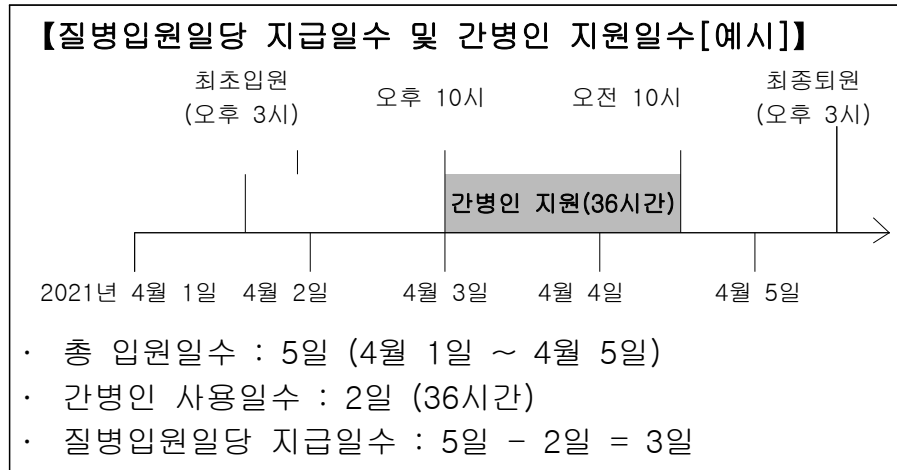 【질병입원일당 지급일수 및 간병인 지원일수[예시]】
최초입원
(오후 3시)
오후 10시
오전 10시
최종퇴원
(오후 3시)
간병인 지원(36시간)
2021년 4월 1일
4월 2일
4월 3일
4월 4일
4월 5일
· 총 입원일수 : 5일 (4월 1일 ~ 4월 5일)
· 간병인 사용일수 : 2일 (36시간)
· 질병입원일당 지급일수 : 5일 - 2일 = 3일